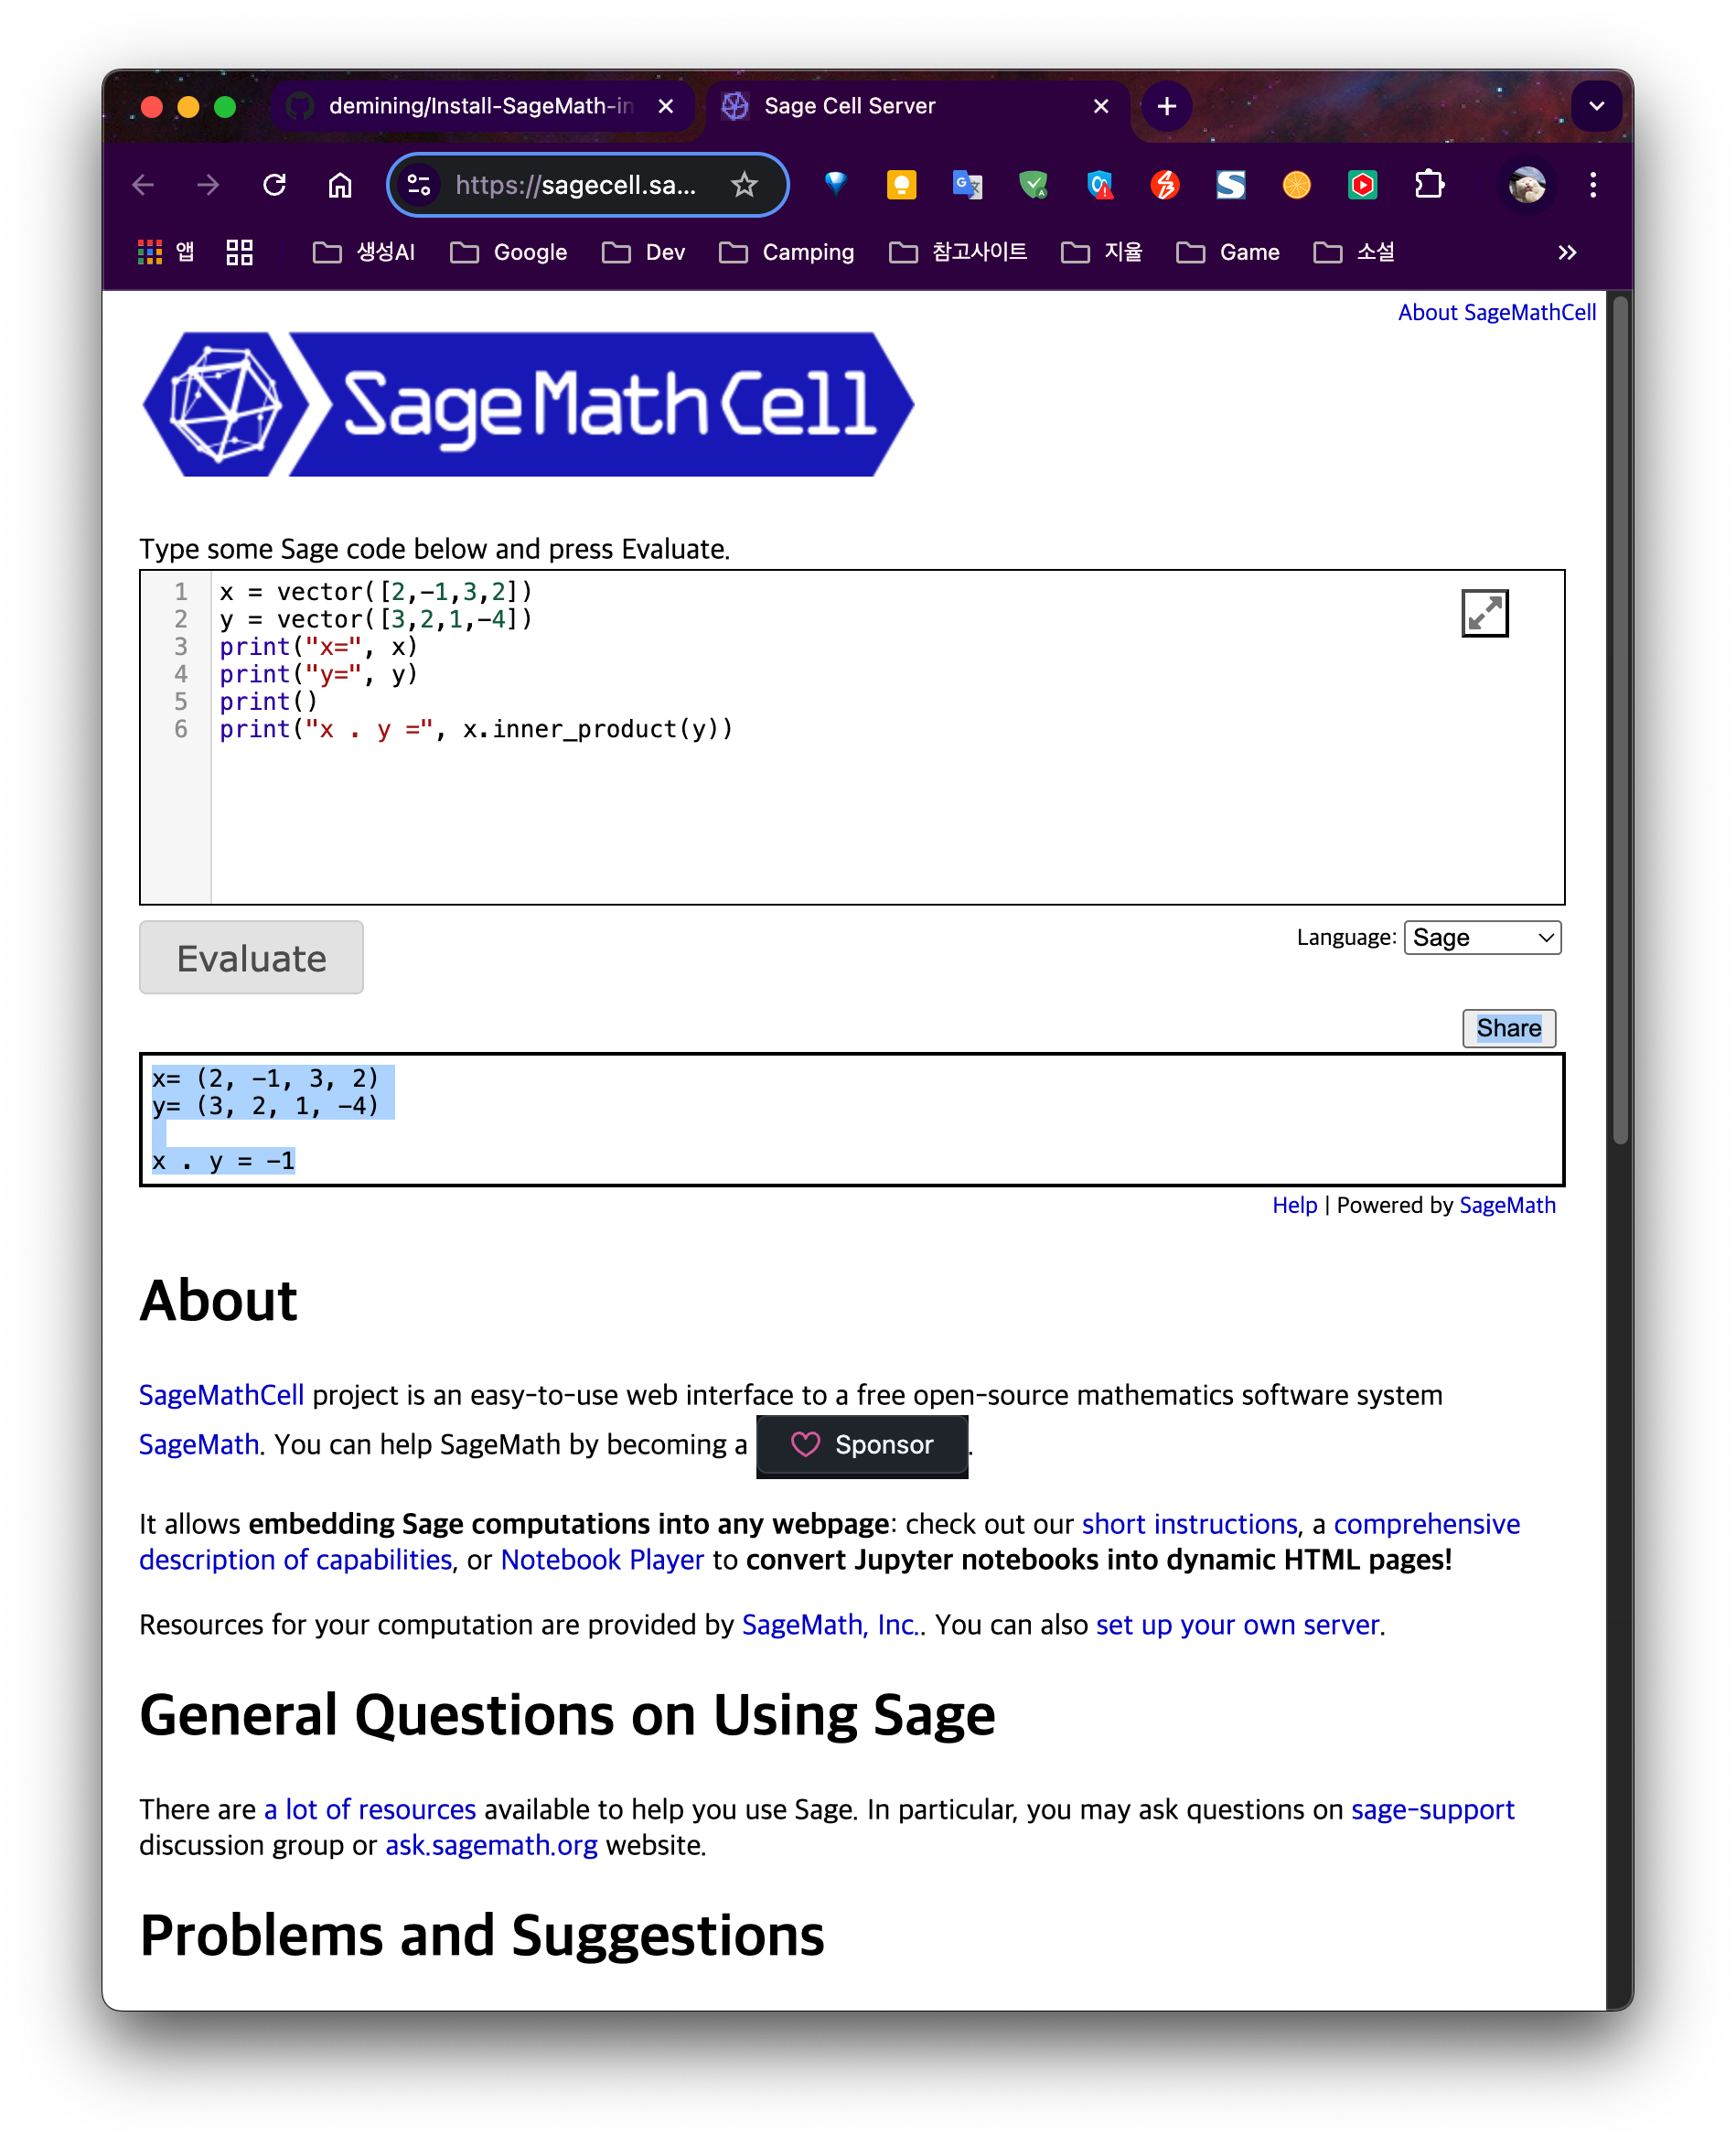 demining/Install-SageMath-in
Sage Cell Server
https://sagecell.sa...
앱
생성AI
Google
Dev
Camping
참고사이트
지율
Game
소설
About SageMathCell
SageMathCell
Type some Sage code below and press Evaluate.
1 x = vector([2,-1,3,2])
2 y = vector([3,2,1,-4])
3 print("x=", x)
4 print("y=", y)
5 print()
6 print("x . y =", x.inner_product(y))
Evaluate
Language: Sage
Share
x= (2, -1, 3, 2)
y= (3, 2, 1, -4)
x . y = -1
Help | Powered by SageMath
About
SageMathCell project is an easy-to-use web interface to a free open-source mathematics software system
SageMath. You can help SageMath by becoming a Sponsor.
It allows embedding Sage computations into any webpage: check out our short instructions, a comprehensive
description of capabilities, or Notebook Player to convert Jupyter notebooks into dynamic HTML pages!
Resources for your computation are provided by SageMath, Inc.. You can also set up your own server.
General Questions on Using Sage
There are a lot of resources available to help you use Sage. In particular, you may ask questions on sage-support
discussion group or ask.sagemath.org website.
Problems and Suggestions